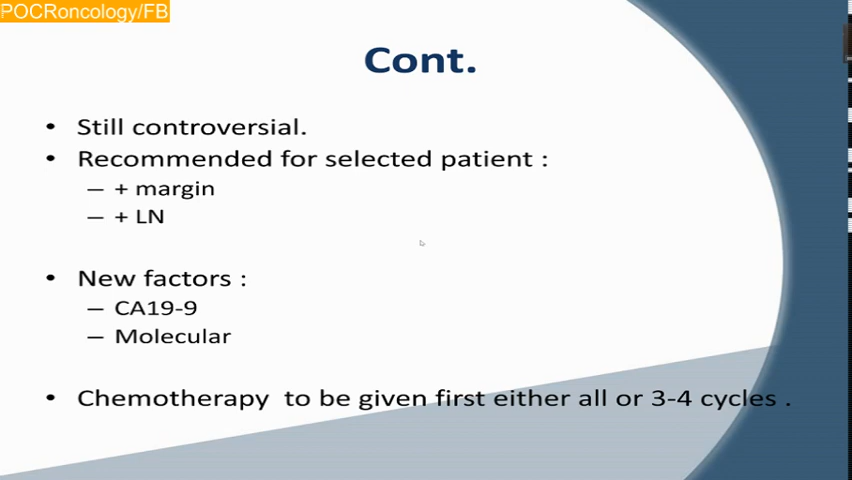 POCRoncology/FB
Cont.
• Still controversial.
• Recommended for selected patient :
– + margin
– + LN
• New factors :
– CA19-9
– Molecular
• Chemotherapy to be given first either all or 3-4 cycles .